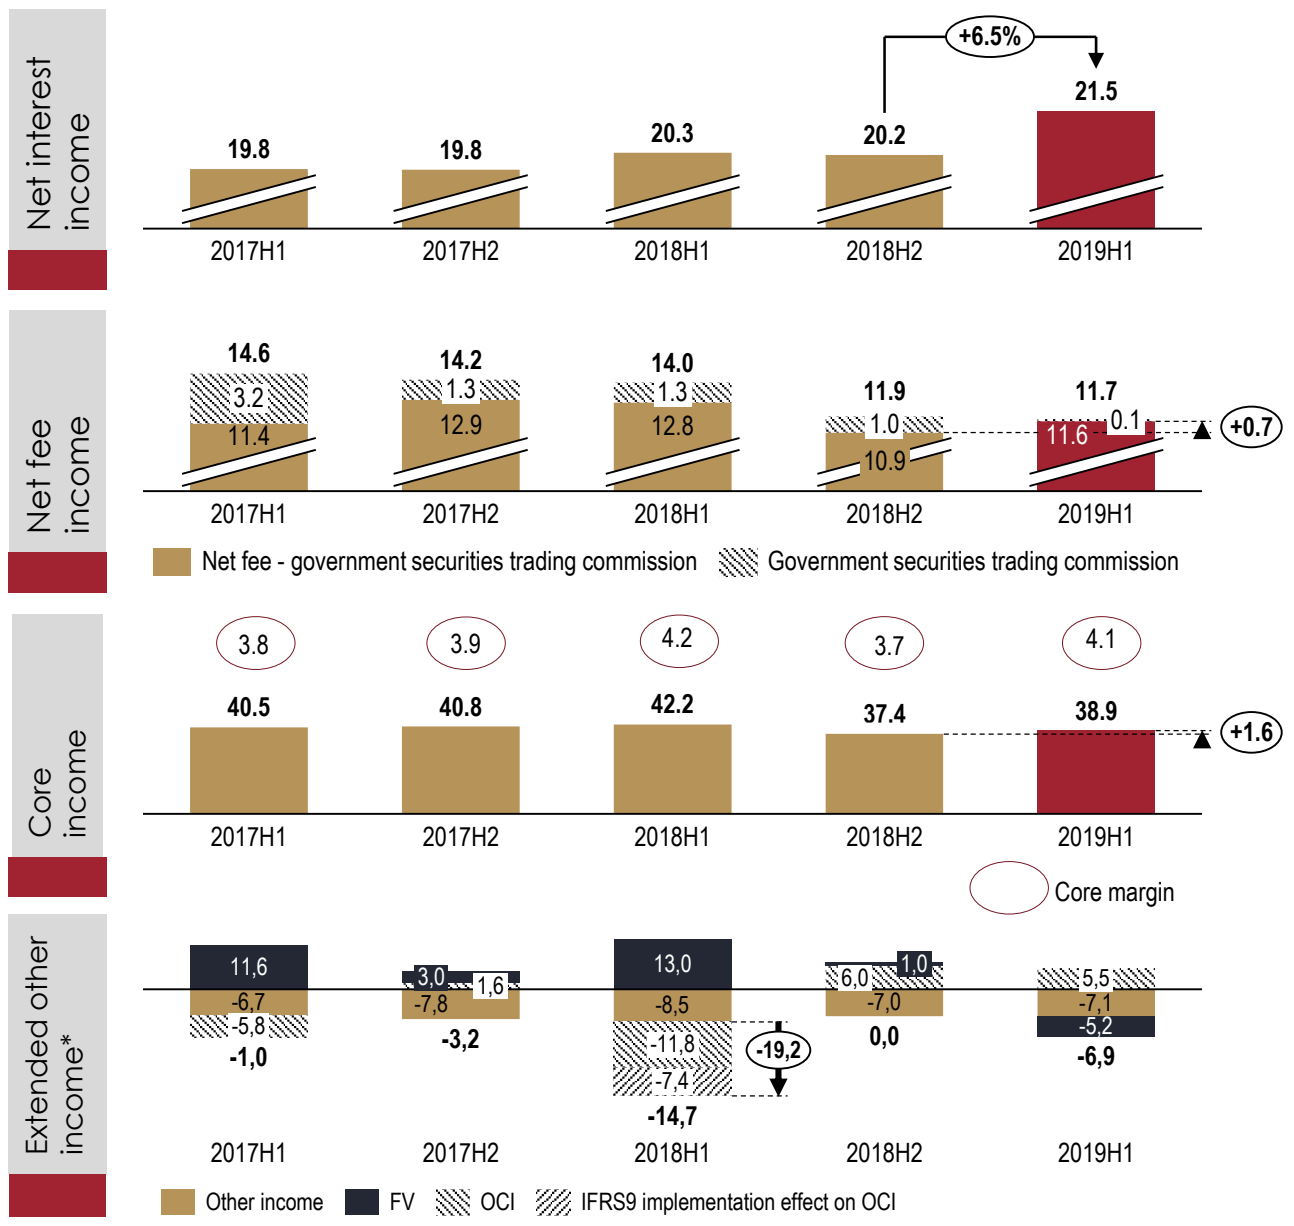 Net interest
income
+6.5%
19.8
19.8
20.3
20.2
21.5
2017H1
2017H2
2018H1
2018H2
2019H1
Net fee
income
14.6
14.2
14.0
11.9
11.7
3.2
1.3
1.3
1.0
0.1
11.4
12.9
12.8
10.9
11.6
+0.7
2017H1
2017H2
2018H1
2018H2
2019H1
Net fee - government securities trading commission
Government securities trading commission
Core
income
3.8
3.9
4.2
3.7
4.1
40.5
40.8
42.2
37.4
38.9
+1.6
2017H1
2017H2
2018H1
2018H2
2019H1
Core margin
Extended other
income*
11,6
-6,7
-5,8
-1,0
3,0
1,6
-7,8
-3,2
13,0
-8,5
-11,8
-7,4
-14,7
-19,2
1,0
6,0
-7,0
0,0
5,5
-7,1
-5,2
-6,9
2017H1
2017H2
2018H1
2018H2
2019H1
Other income
FV
OCI
IFRS9 implementation effect on OCI